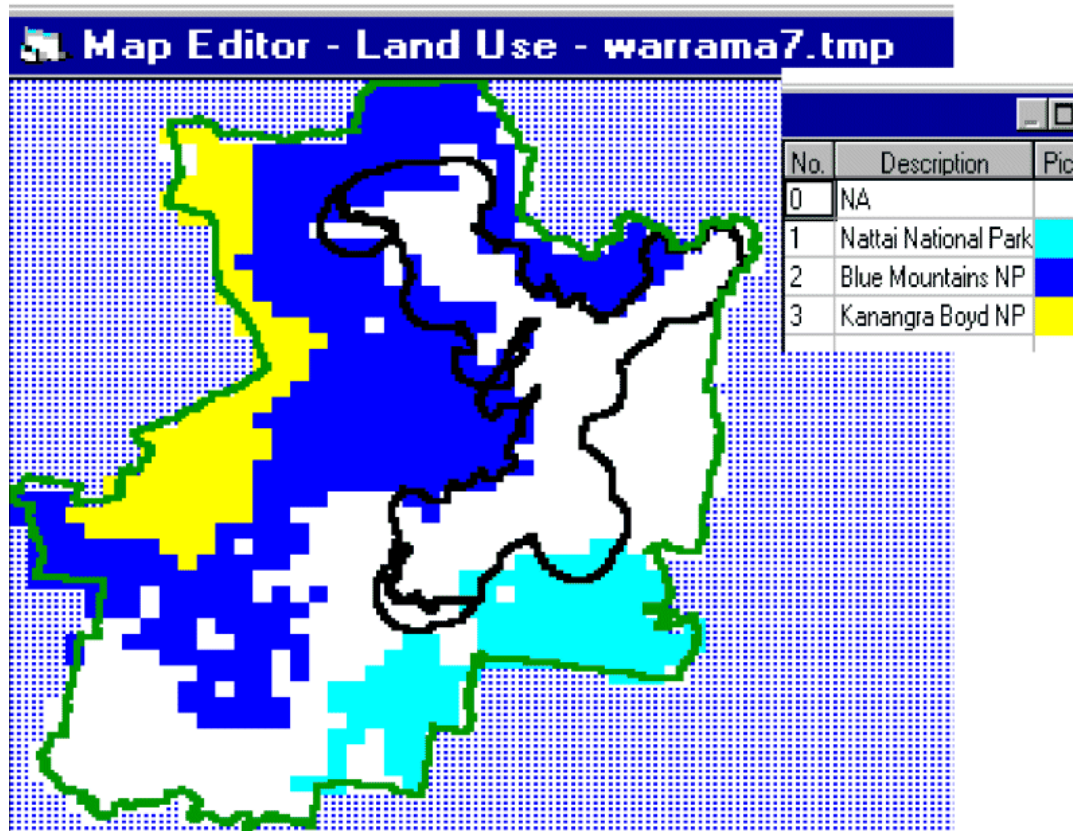 Map Editor - Land Use - warrama7.tmp
No. Description Pic
0 NA
1 Nattai National Park
2 Blue Mountains NP
3 Kanangra Boyd NP